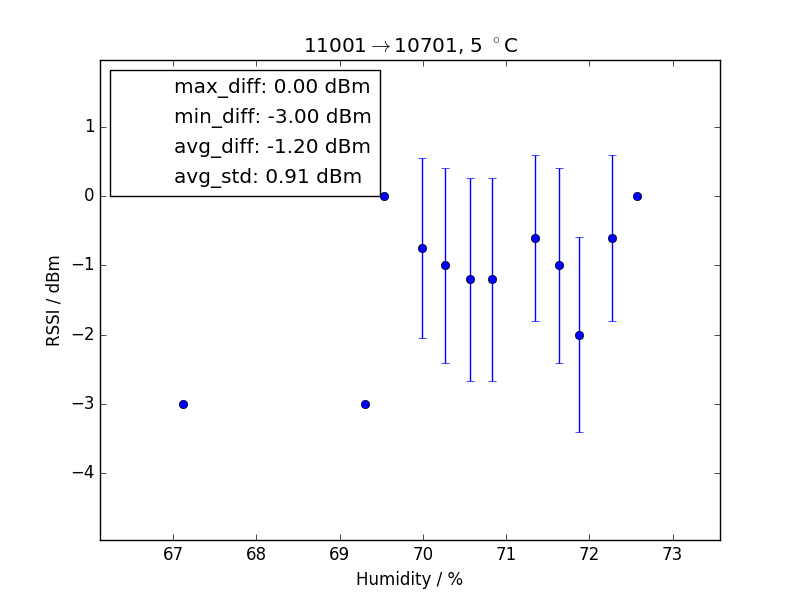 11001→10701, 5 °C
max_diff: 0.00 dBm
min_diff: -3.00 dBm
avg_diff: -1.20 dBm
avg_std: 0.91 dBm
1
0
−1
−2
−3
−4
RSSI / dBm
67 68 69 70 71 72 73
Humidity / %